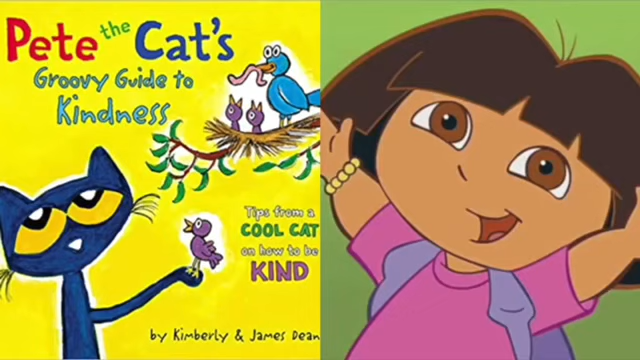 Pete the Cat's
Groovy Guide to
Kindness
Tips from a
COOL CAT
on how to be
KIND
by Kimberly & James Dean